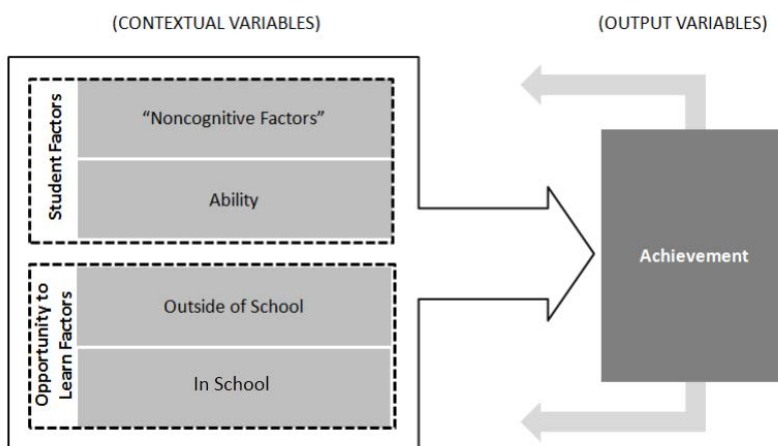 (CONTEXTUAL VARIABLES)
(OUTPUT VARIABLES)
Student Factors
“Noncognitive Factors”
Ability
Opportunity to
Learn Factors
Outside of School
In School
Achievement